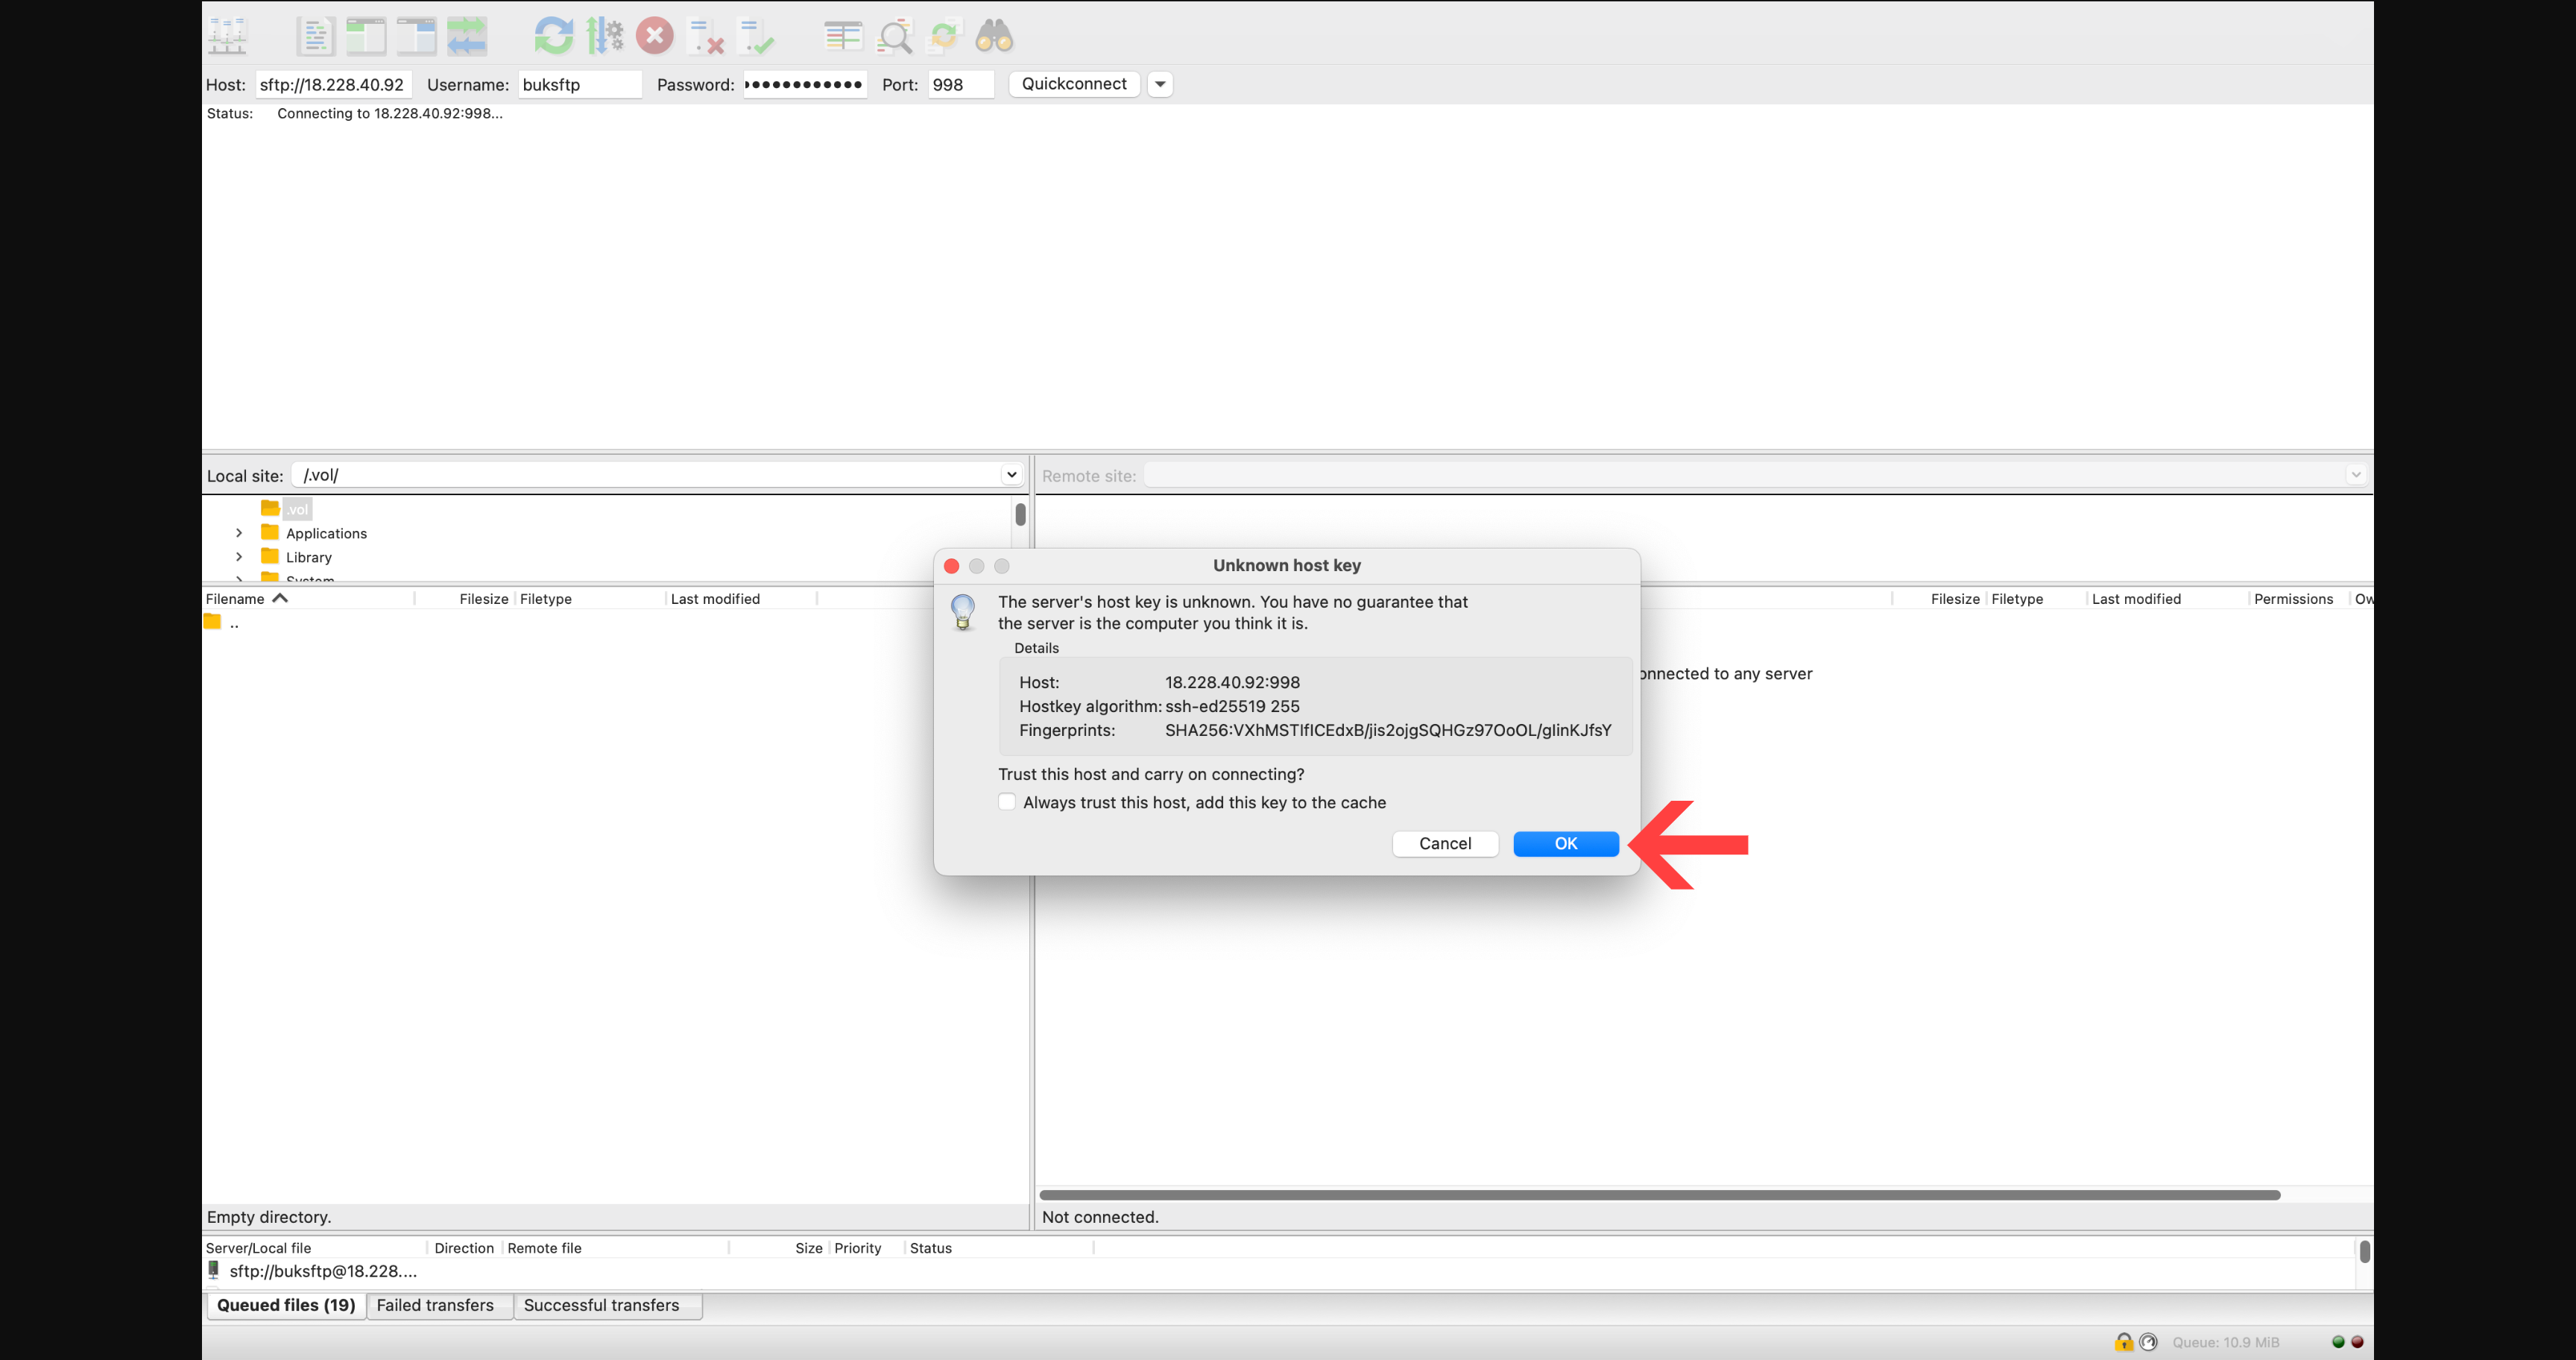 Host: sftp://18.228.40.92 Username: buksftp Password: •••••••••••• Port: 998 Quickconnect
Status: Connecting to 18.228.40.92:998...
Local site: /.vol/
Remote site:
.vol
Applications
Library
System
Filename Filesize Filetype Last modified
Filesize Filetype Last modified Permissions Ow
..
onnected to any server
Unknown host key
The server's host key is unknown. You have no guarantee that
the server is the computer you think it is.
Details
Host: 18.228.40.92:998
Hostkey algorithm: ssh-ed25519 255
Fingerprints: SHA256:VXhMSTIfICEdxB/jis2ojgSQHGz97OoOL/gIinKJfsY
Trust this host and carry on connecting?
Always trust this host, add this key to the cache
Cancel OK
Empty directory.
Not connected.
Server/Local file Direction Remote file Size Priority Status
sftp://buksftp@18.228....
Queued files (19) Failed transfers Successful transfers
Queue: 10.9 MiB